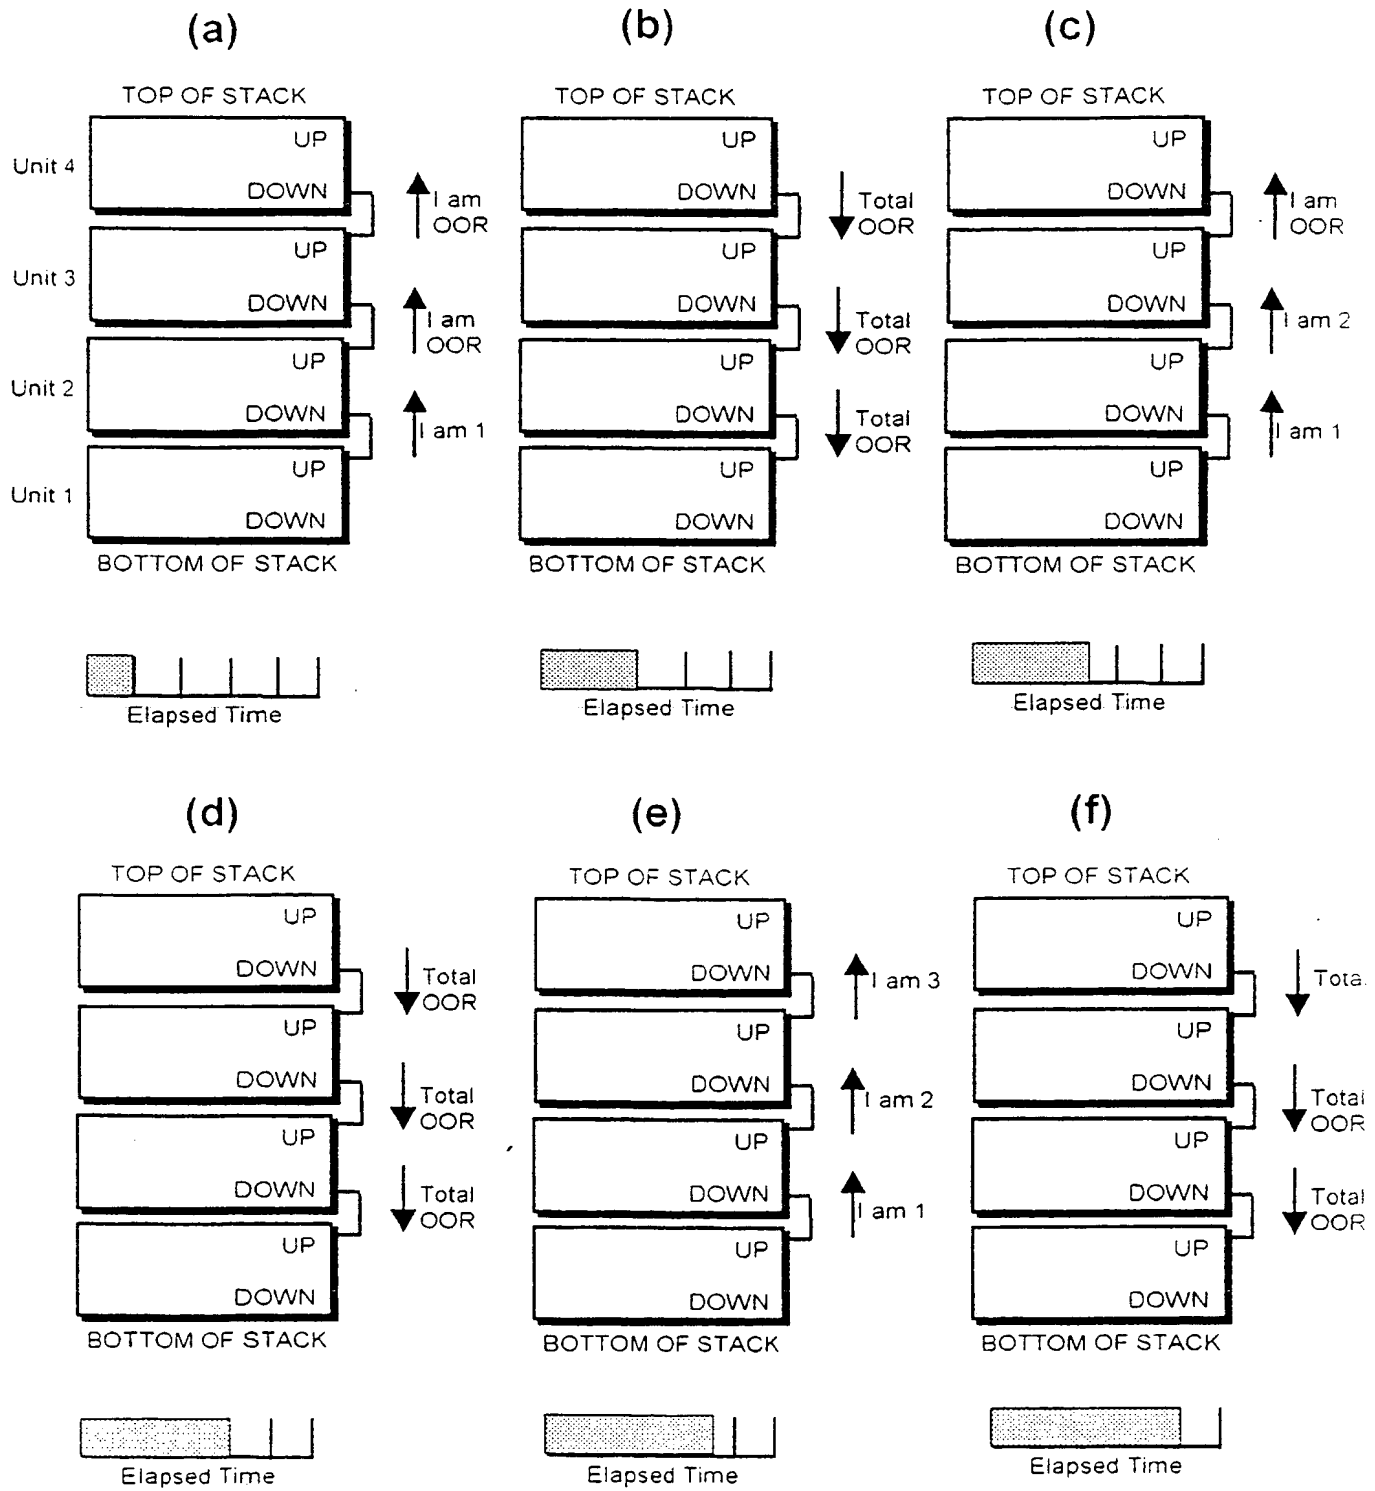 (a)
TOP OF STACK
Unit 4
UP
DOWN
I am
OOR
Unit 3
UP
DOWN
I am
OOR
Unit 2
UP
DOWN
I am 1
Unit 1
UP
DOWN
BOTTOM OF STACK
Elapsed Time
(b)
TOP OF STACK
UP
DOWN
Total
OOR
UP
DOWN
Total
OOR
UP
DOWN
Total
OOR
UP
DOWN
BOTTOM OF STACK
Elapsed Time
(c)
TOP OF STACK
UP
DOWN
I am
OOR
UP
DOWN
I am 2
UP
DOWN
I am 1
UP
DOWN
BOTTOM OF STACK
Elapsed Time
(d)
TOP OF STACK
UP
DOWN
Total
OOR
UP
DOWN
Total
OOR
UP
DOWN
Total
OOR
UP
DOWN
BOTTOM OF STACK
Elapsed Time
(e)
TOP OF STACK
UP
DOWN
I am 3
UP
DOWN
I am 2
UP
DOWN
I am 1
UP
DOWN
BOTTOM OF STACK
Elapsed Time
(f)
TOP OF STACK
UP
DOWN
UP
DOWN
Total
OOR
UP
DOWN
Total
OOR
UP
DOWN
BOTTOM OF STACK
Elapsed Time